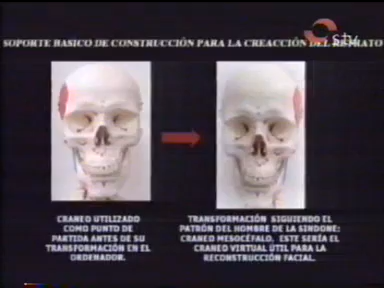 stv
SOPORTE BASICO DE CONSTRUCCIÓN PARA LA CREACCIÓN DEL RETRATO
CRANEO UTILIZADO
COMO PUNTO DE
PARTIDA ANTES DE SU
TRANSFORMACIÓN EN EL
ORDENADOR.
TRANSFORMACIÓN SIGUIENDO EL
PATRÓN DEL HOMBRE DE LA SINDONE:
CRANEO MESOCÉFALO. ESTE SERÍA EL
CRANEO VIRTUAL ÚTIL PARA LA
RECONSTRUCCIÓN FACIAL.